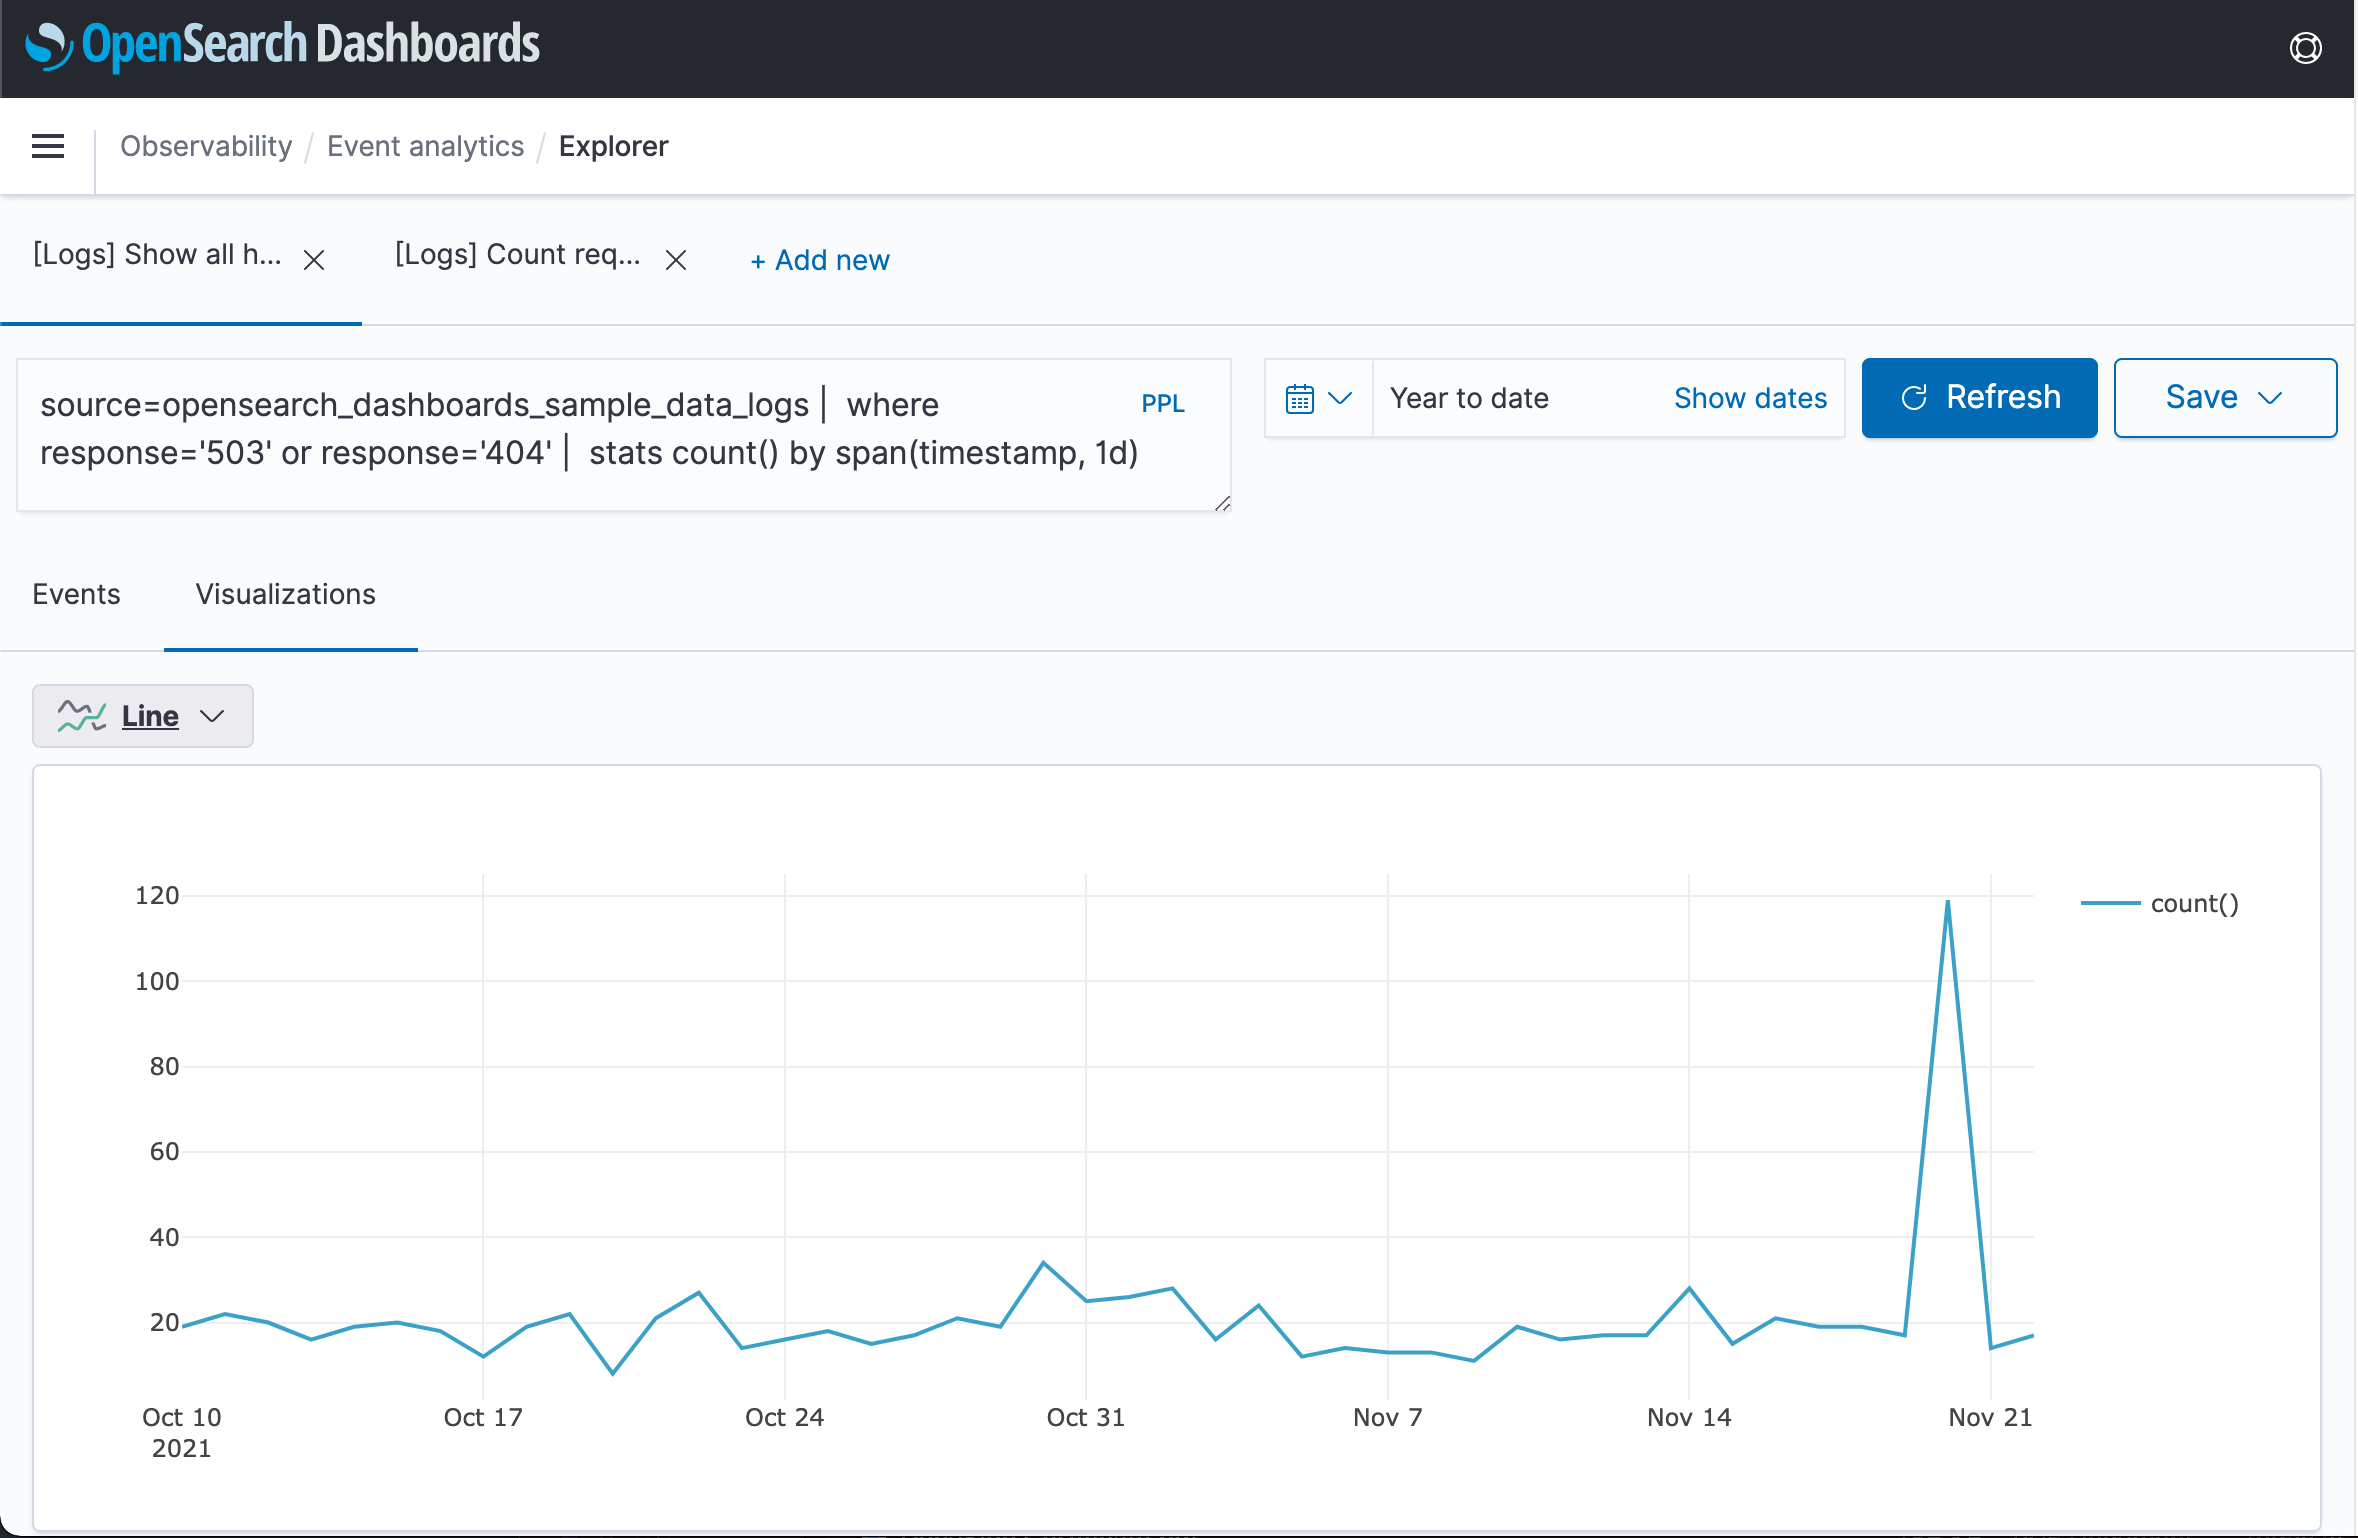 OpenSearch Dashboards
Observability / Event analytics / Explorer
[Logs] Show all h...
[Logs] Count req...
+ Add new
source=opensearch_dashboards_sample_data_logs | where
response='503' or response='404' | stats count() by span(timestamp, 1d)
PPL
Year to date
Show dates
Refresh
Save
Events
Visualizations
Line
120
100
80
60
40
20
count()
Oct 10
2021
Oct 17
Oct 24
Oct 31
Nov 7
Nov 14
Nov 21